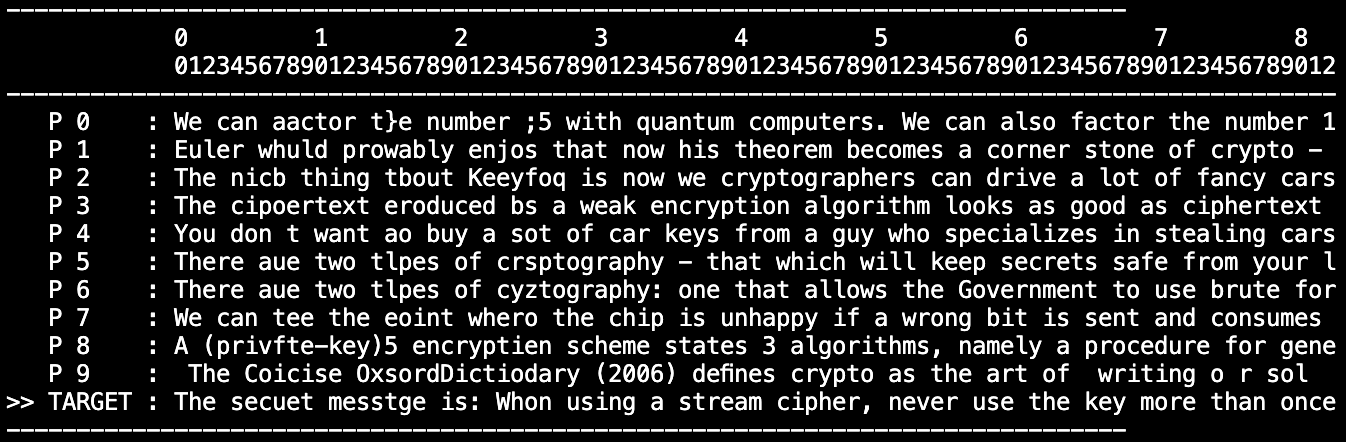 --------------------------------------------------------------------------------
0         1         2         3         4         5         6         7         8
01234567890123456789012345678901234567890123456789012345678901234567890123456789012
-----------------------------------------------------------------------------------------------
P 0    : We can aactor t}e number ;5 with quantum computers. We can also factor the number 1
P 1    : Euler whuld prowably enjos that now his theorem becomes a corner stone of crypto -
P 2    : The nicb thing tbout Keeyfoq is now we cryptographers can drive a lot of fancy cars
P 3    : The cipoertext eroduced bs a weak encryption algorithm looks as good as ciphertext
P 4    : You don t want ao buy a sot of car keys from a guy who specializes in stealing cars
P 5    : There aue two tlpes of crsptography - that which will keep secrets safe from your l
P 6    : There aue two tlpes of cyztography: one that allows the Government to use brute for
P 7    : We can tee the eoint whero the chip is unhappy if a wrong bit is sent and consumes
P 8    : A (privfte-key)5 encryptien scheme states 3 algorithms, namely a procedure for gene
P 9    :  The Coicise OxsordDictiodary (2006) defines crypto as the art of  writing o r sol
>> TARGET : The secuet messtge is: Whon using a stream cipher, never use the key more than once
--------------------------------------------------------------------------------